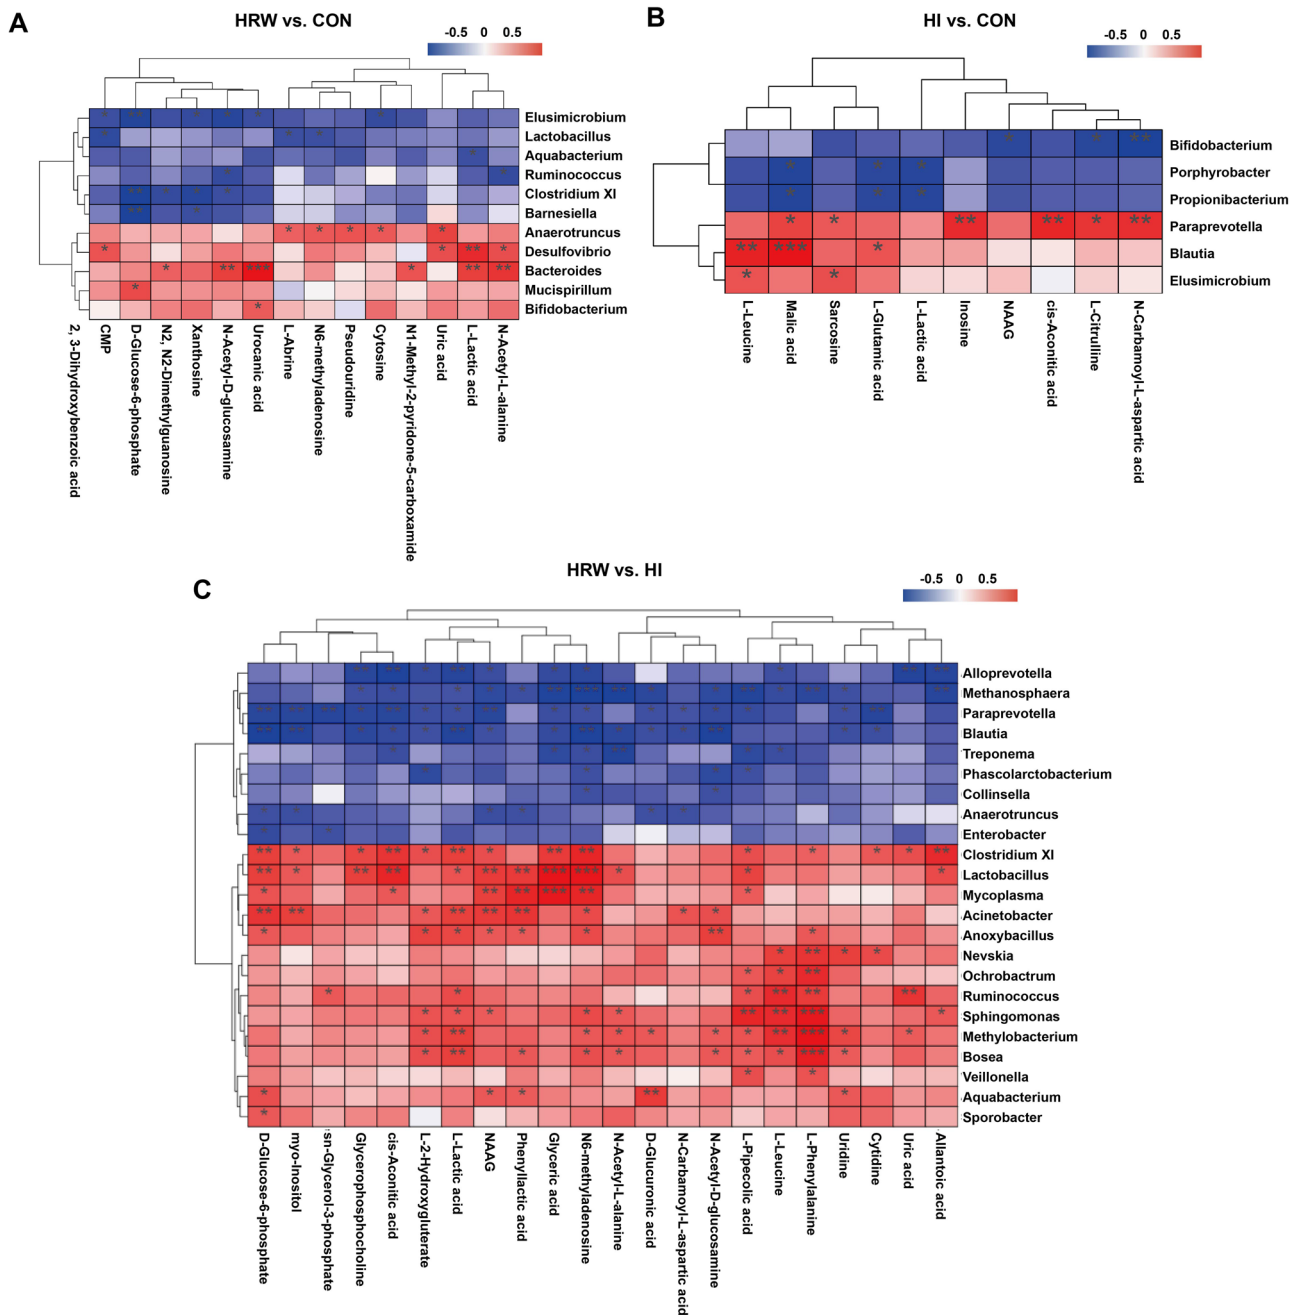 A
HRW vs. CON
-0.5 0 0.5
Elusimicrobium
Lactobacillus
Aquabacterium
Ruminococcus
Clostridium XI
Barnesiella
Anaerotruncus
Desulfovibrio
Bacteroides
Mucispirillum
Bifidobacterium
2, 3-Dihydroxybenzoic acid
CMP
D-Glucose-6-phosphate
N2, N2-Dimethylguanosine
Xanthosine
N-Acetyl-D-glucosamine
Urocanic acid
L-Abrine
N6-methyladenosine
Pseudouridine
Cytosine
N1-Methyl-2-pyridone-5-carboxamide
Uric acid
L-Lactic acid
N-Acetyl-L-alanine
B
HI vs. CON
-0.5 0 0.5
Bifidobacterium
Porphyrobacter
Propionibacterium
Paraprevotella
Blautia
Elusimicrobium
L-Leucine
Malic acid
Sarcosine
L-Glutamic acid
L-Lactic acid
Inosine
NAAG
cis-Aconitic acid
L-Citrulline
N-Carbamoyl-L-aspartic acid
C
HRW vs. HI
-0.5 0 0.5
Alloprevotella
Methanosphaera
Paraprevotella
Blautia
Treponema
Phascolarctobacterium
Collinsella
Anaerotruncus
Enterobacter
Clostridium XI
Lactobacillus
Mycoplasma
Acinetobacter
Anoxybacillus
Nevskia
Ochrobactrum
Ruminococcus
Sphingomonas
Methylobacterium
Bosea
Veillonella
Aquabacterium
Sporobacter
D-Glucose-6-phosphate
myo-Inositol
sn-Glycerol-3-phosphate
Glycerophosphocholine
cis-Aconitic acid
L-2-Hydroxygluterate
L-Lactic acid
NAAG
Phenyllactic acid
Glyceric acid
N6-methyladenosine
N-Acetyl-L-alanine
D-Glucuronic acid
N-Carbamoyl-L-aspartic acid
N-Acetyl-D-glucosamine
L-Pipecolic acid
L-Leucine
L-Phenylalanine
Uridine
Cytidine
Uric acid
Allantoic acid